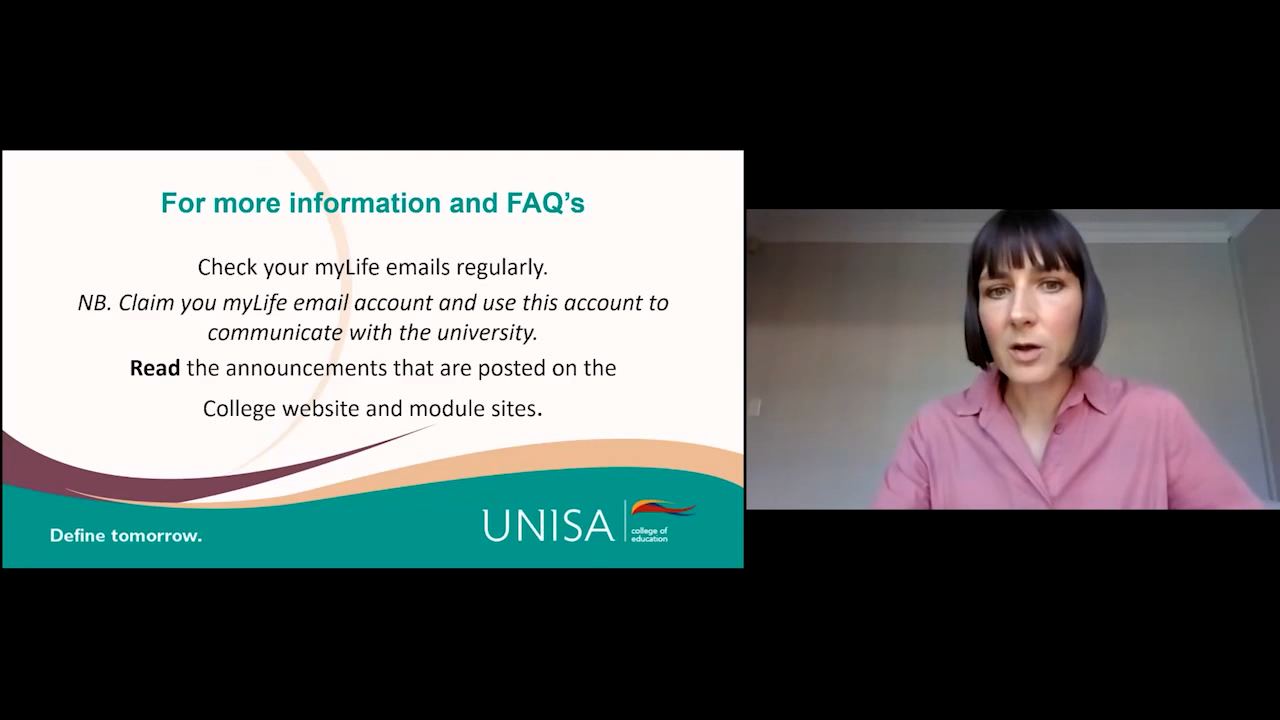 For more information and FAQ’s
Check your myLife emails regularly.
NB. Claim you myLife email account and use this account to
communicate with the university.
Read the announcements that are posted on the
College website and module sites.
Define tomorrow.
UNISA
college of
education